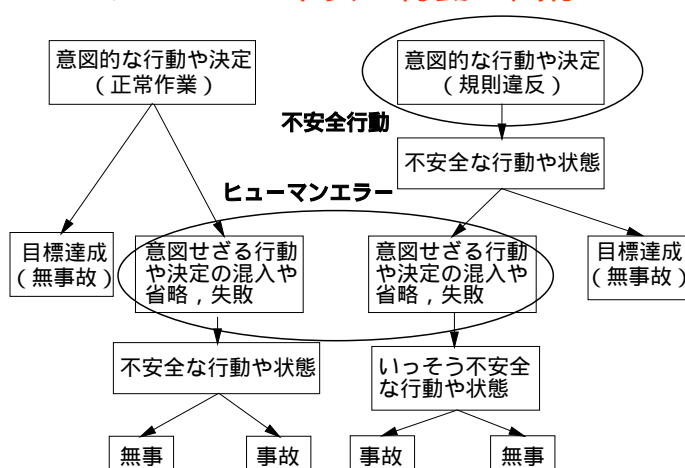 意図的な行動や決定
（正常作業）
意図的な行動や決定
（規則違反）
不安全行動
不安全な行動や状態
ヒューマンエラー
目標達成
（無事故）
意図せざる行動
や決定の混入や
省略，失敗
意図せざる行動
や決定の混入や
省略，失敗
目標達成
（無事故）
不安全な行動や状態
いっそう不安全
な行動や状態
無事
事故
事故
無事